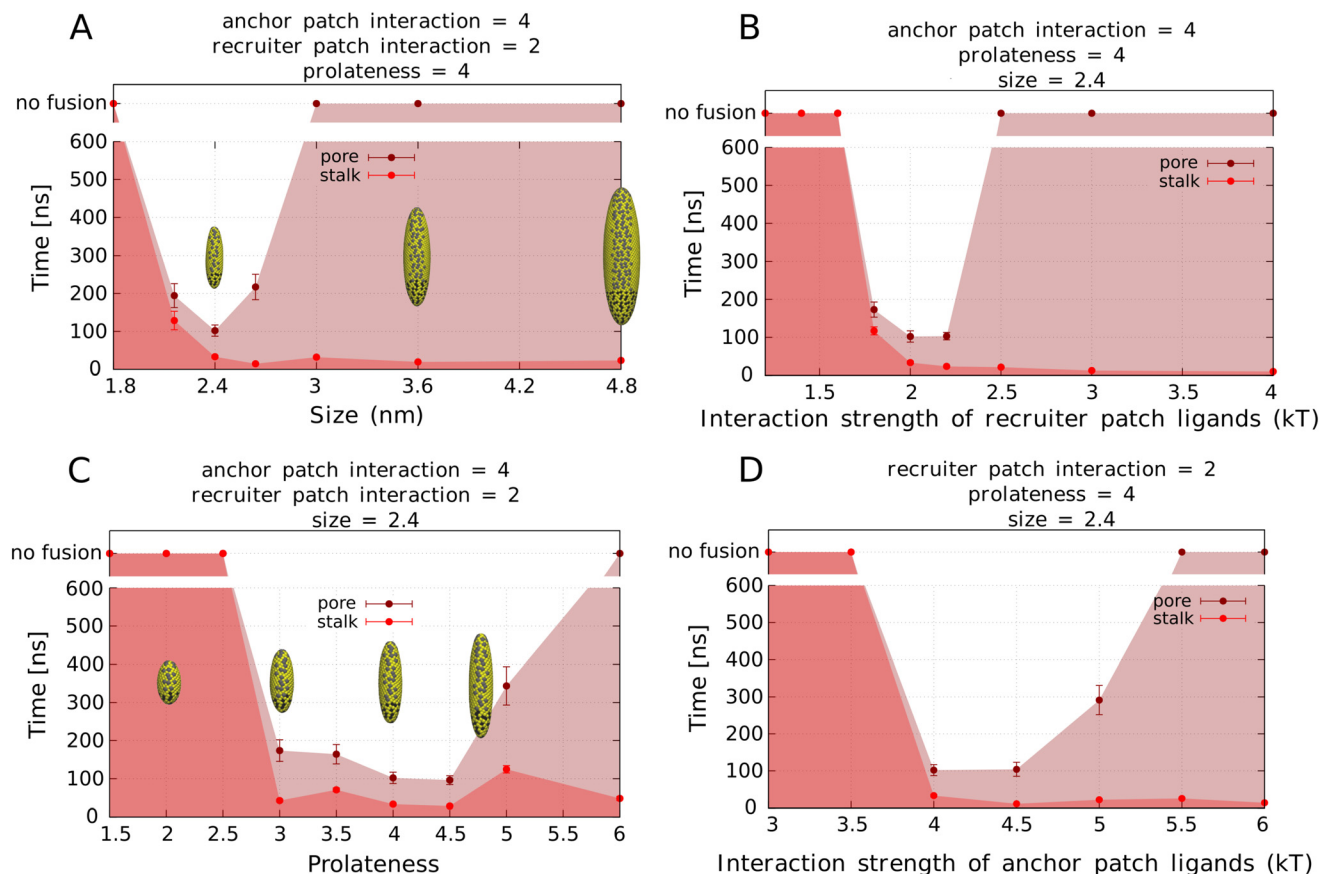 A
anchor patch interaction = 4
recruiter patch interaction = 2
prolateness = 4
no fusion
600
500
400
300
200
100
0
Time [ns]
pore
stalk
1.8 2.4 3 3.6 4.2 4.8
Size (nm)
B
anchor patch interaction = 4
prolateness = 4
size = 2.4
no fusion
600
500
400
300
200
100
0
Time [ns]
pore
stalk
1.5 2 2.5 3 3.5 4
Interaction strength of recruiter patch ligands (kT)
C
anchor patch interaction = 4
recruiter patch interaction = 2
size = 2.4
no fusion
600
500
400
300
200
100
0
Time [ns]
pore
stalk
1.5 2 2.5 3 3.5 4 4.5 5 5.5 6
Prolateness
D
recruiter patch interaction = 2
prolateness = 4
size = 2.4
no fusion
600
500
400
300
200
100
0
Time [ns]
pore
stalk
3 3.5 4 4.5 5 5.5 6
Interaction strength of anchor patch ligands (kT)